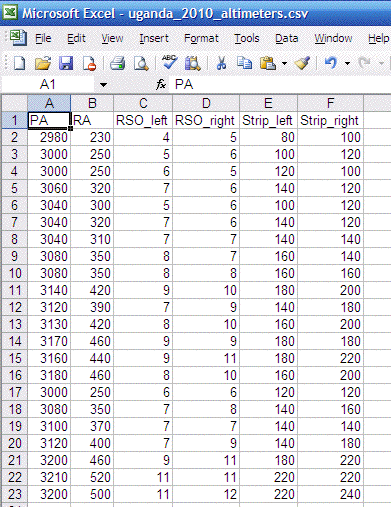 Microsoft Excel - uganda_2010_altimeters.csv
File Edit View Insert Format Tools
A1 fx PA
A B C D E F
1 PA RA RSO_left RSO_right Strip_left Strip_right
2 2980 230 4 5 80 100
3 3000 250 5 6 100 120
4 3000 250 6 5 120 100
5 3060 320 7 6 140 120
6 3040 300 5 6 100 120
7 3040 320 7 6 140 120
8 3040 310 7 7 140 140
9 3080 350 8 7 160 140
10 3080 350 8 8 160 160
11 3140 420 9 10 180 200
12 3120 390 7 9 140 180
13 3130 420 8 10 160 200
14 3170 460 9 9 180 180
15 3160 440 9 11 180 220
16 3180 460 8 10 160 200
17 3000 250 6 6 120 120
18 3080 350 7 8 140 160
19 3100 370 7 7 140 140
20 3120 400 7 9 140 180
21 3200 460 9 11 180 220
22 3210 520 11 11 220 220
23 3200 500 11 12 220 240